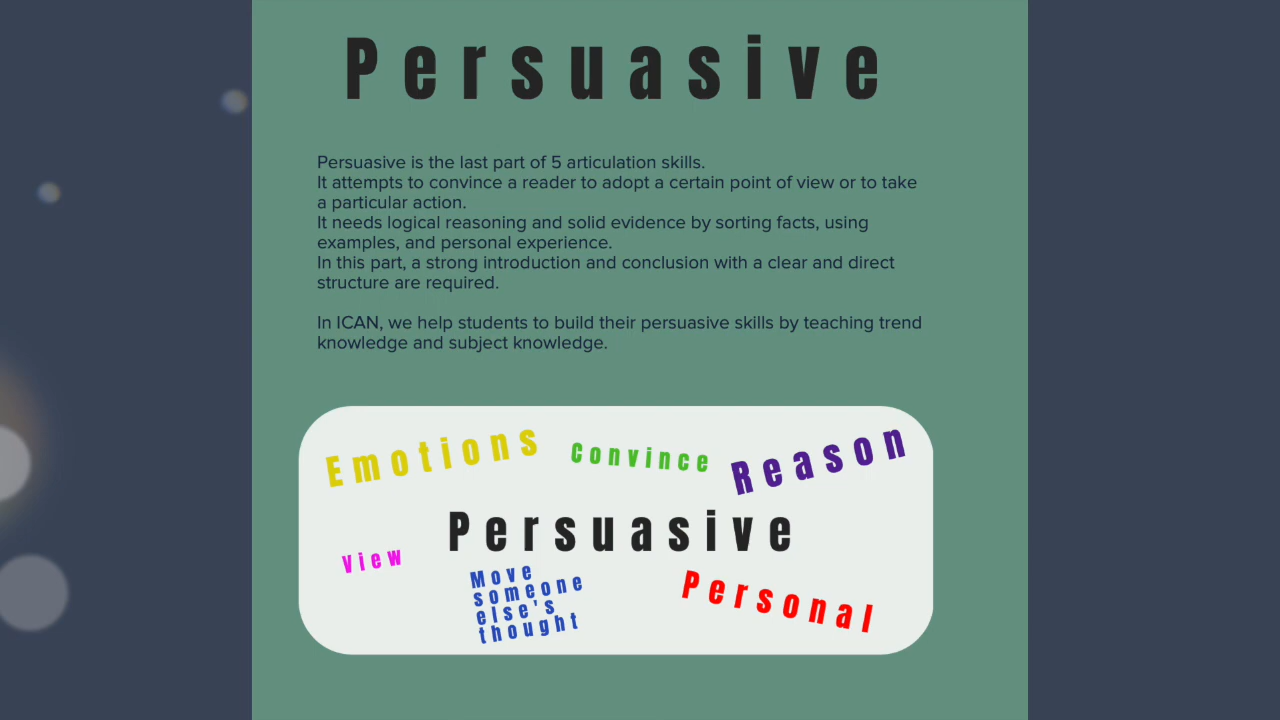 Persuasive
Persuasive is the last part of 5 articulation skills.
It attempts to convince a reader to adopt a certain point of view or to take
a particular action.
It needs logical reasoning and solid evidence by sorting facts, using
examples, and personal experience.
In this part, a strong introduction and conclusion with a clear and direct
structure are required.
In ICAN, we help students to build their persuasive skills by teaching trend
knowledge and subject knowledge.
Emotions
Convince
Reason
Persuasive
View
Move
someone
else's
thought
Personal